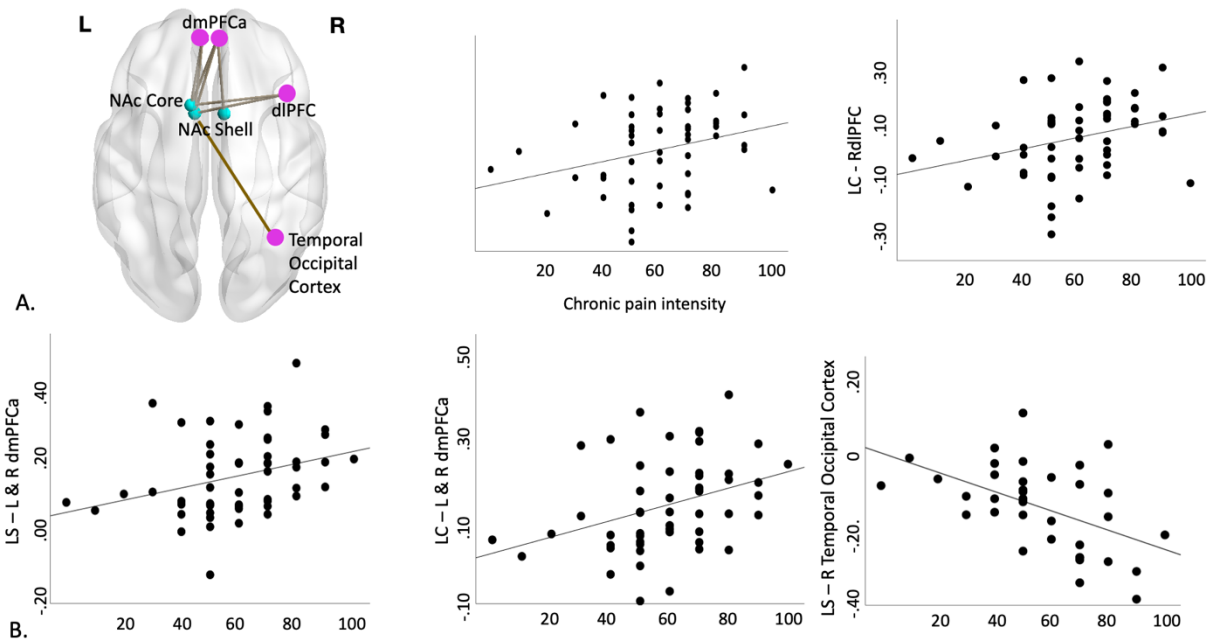 L
dmPFCa
R
NAc Core
NAc Shell
dlPFC
Temporal
Occipital
Cortex
A.
20 40 60 80 100
Chronic pain intensity
LC - RdlPFC
.30
.10
-.10
-.30
20 40 60 80 100
LS – L & R dmPFCa
.40
.20
.00
-.20
20 40 60 80 100
B.
LC – L & R dmPFCa
.50
.30
.10
-.10
20 40 60 80 100
LS – R Temporal Occipital Cortex
.20
0
-.20
-.40
20 40 60 80 100